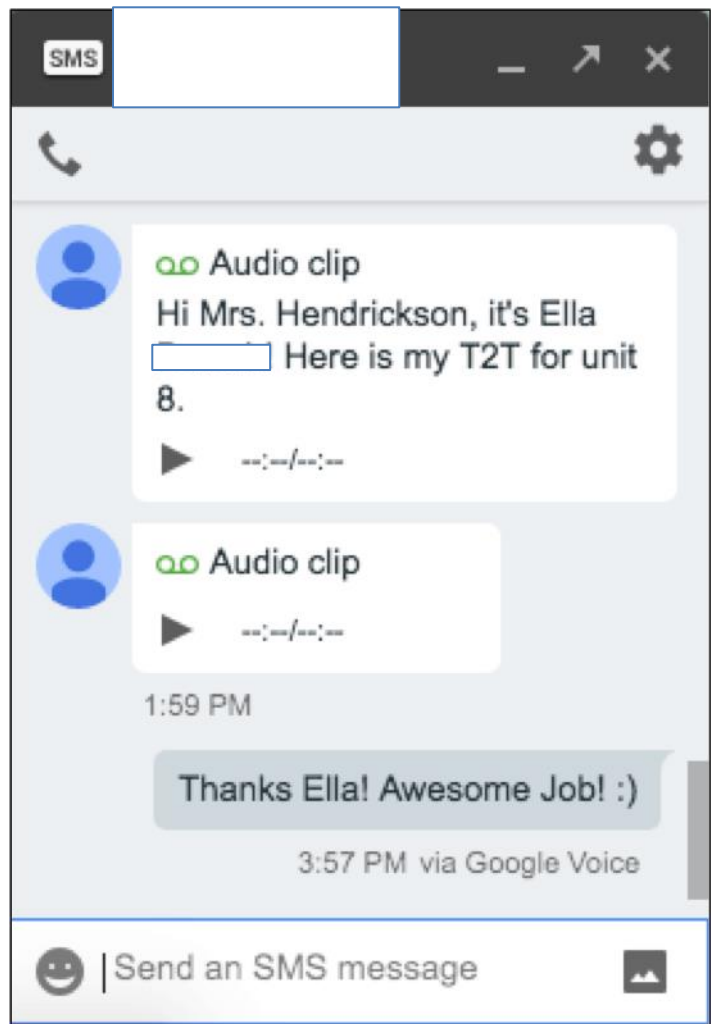 SMS
Audio clip
Hi Mrs. Hendrickson, it's Ella
Here is my T2T for unit
8.
--:--/--:--
Audio clip
--:--/--:--
1:59 PM
Thanks Ella! Awesome Job! :)
3:57 PM via Google Voice
Send an SMS message